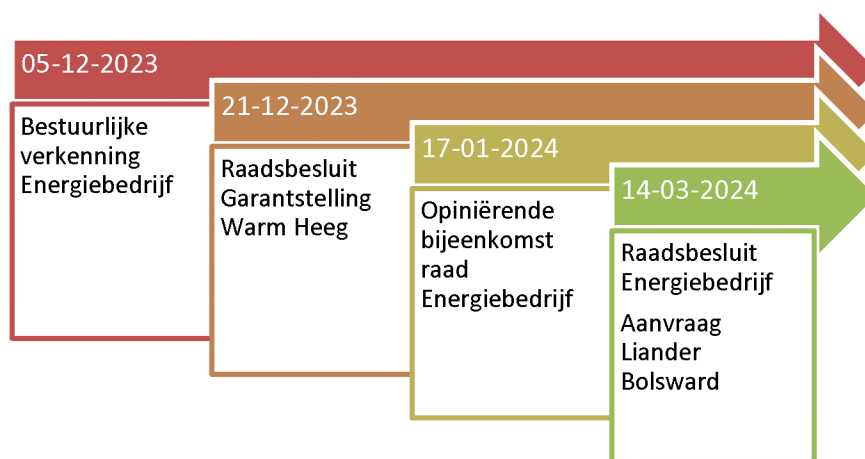 05-12-2023
Bestuurlijke
verkenning
Energiebedrijf
21-12-2023
Raadsbesluit
Garantstelling
Warm Heeg
17-01-2024
Opiniërende
bijeenkomst
raad
Energiebedrijf
14-03-2024
Raadsbesluit
Energiebedrijf
Aanvraag
Liander
Bolsward